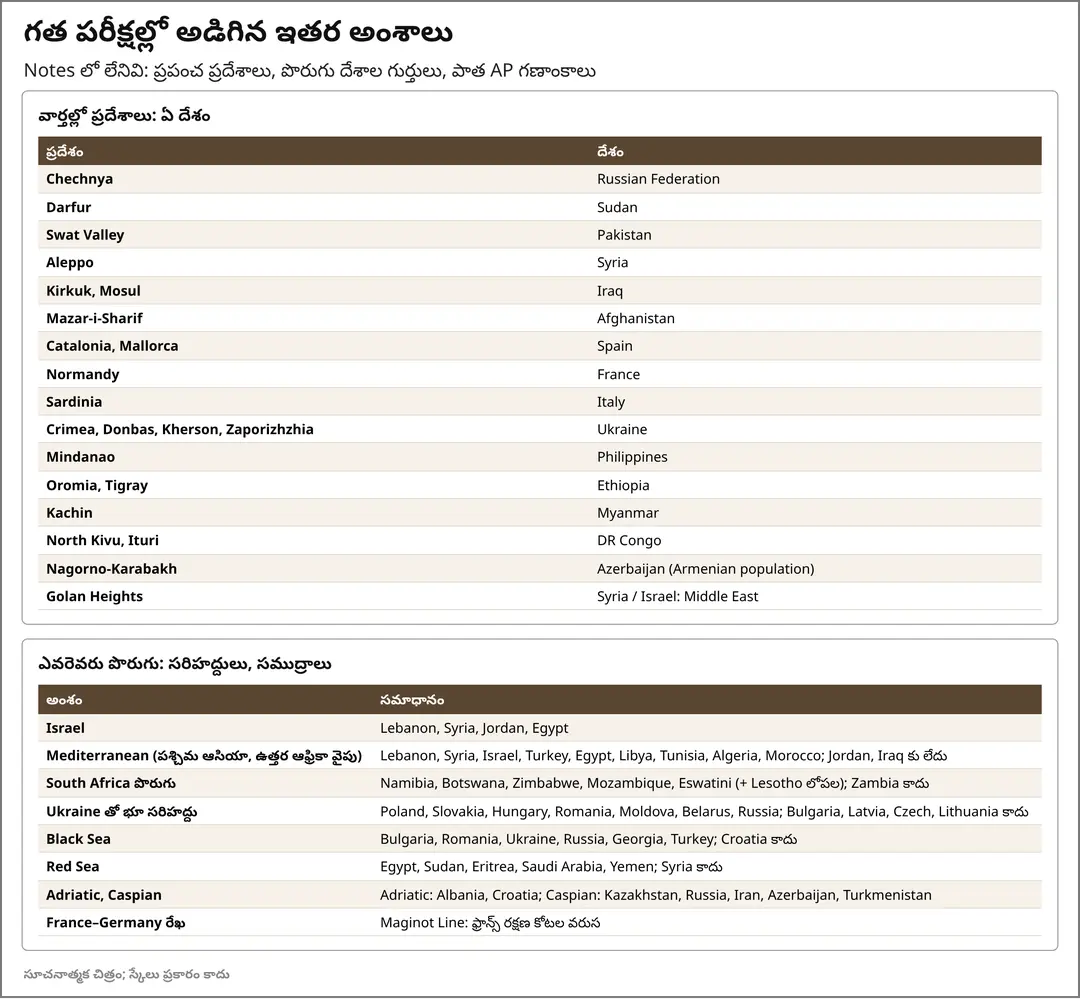 గత పరీక్షల్లో అడిగిన ఇతర అంశాలు
Notes లో లేనివి: ప్రపంచ ప్రదేశాలు, పొరుగు దేశాల గుర్తులు, పాత AP గణాంకాలు
వార్తల్లో ప్రదేశాలు: ఏ దేశం
ప్రదేశం దేశం
Chechnya Russian Federation
Darfur Sudan
Swat Valley Pakistan
Aleppo Syria
Kirkuk, Mosul Iraq
Mazar-i-Sharif Afghanistan
Catalonia, Mallorca Spain
Normandy France
Sardinia Italy
Crimea, Donbas, Kherson, Zaporizhzhia Ukraine
Mindanao Philippines
Oromia, Tigray Ethiopia
Kachin Myanmar
North Kivu, Ituri DR Congo
Nagorno-Karabakh Azerbaijan (Armenian population)
Golan Heights Syria / Israel: Middle East
ఎవరెవరు పొరుగు: సరిహద్దులు, సముద్రాలు
అంశం సమాధానం
Israel Lebanon, Syria, Jordan, Egypt
Mediterranean (పశ్చిమ ఆసియా, ఉత్తర ఆఫ్రికా వైపు) Lebanon, Syria, Israel, Turkey, Egypt, Libya, Tunisia, Algeria, Morocco; Jordan, Iraq కు లేదు
South Africa పొరుగు Namibia, Botswana, Zimbabwe, Mozambique, Eswatini (+ Lesotho లోపల); Zambia కాదు
Ukraine తో భూ సరిహద్దు Poland, Slovakia, Hungary, Romania, Moldova, Belarus, Russia; Bulgaria, Latvia, Czech, Lithuania కాదు
Black Sea Bulgaria, Romania, Ukraine, Russia, Georgia, Turkey; Croatia కాదు
Red Sea Egypt, Sudan, Eritrea, Saudi Arabia, Yemen; Syria కాదు
Adriatic, Caspian Adriatic: Albania, Croatia; Caspian: Kazakhstan, Russia, Iran, Azerbaijan, Turkmenistan
France–Germany రేఖ Maginot Line: ఫ్రాన్స్ రక్షణ కోటల వరుస
సూచనాత్మక చిత్రం; స్కేలు ప్రకారం కాదు